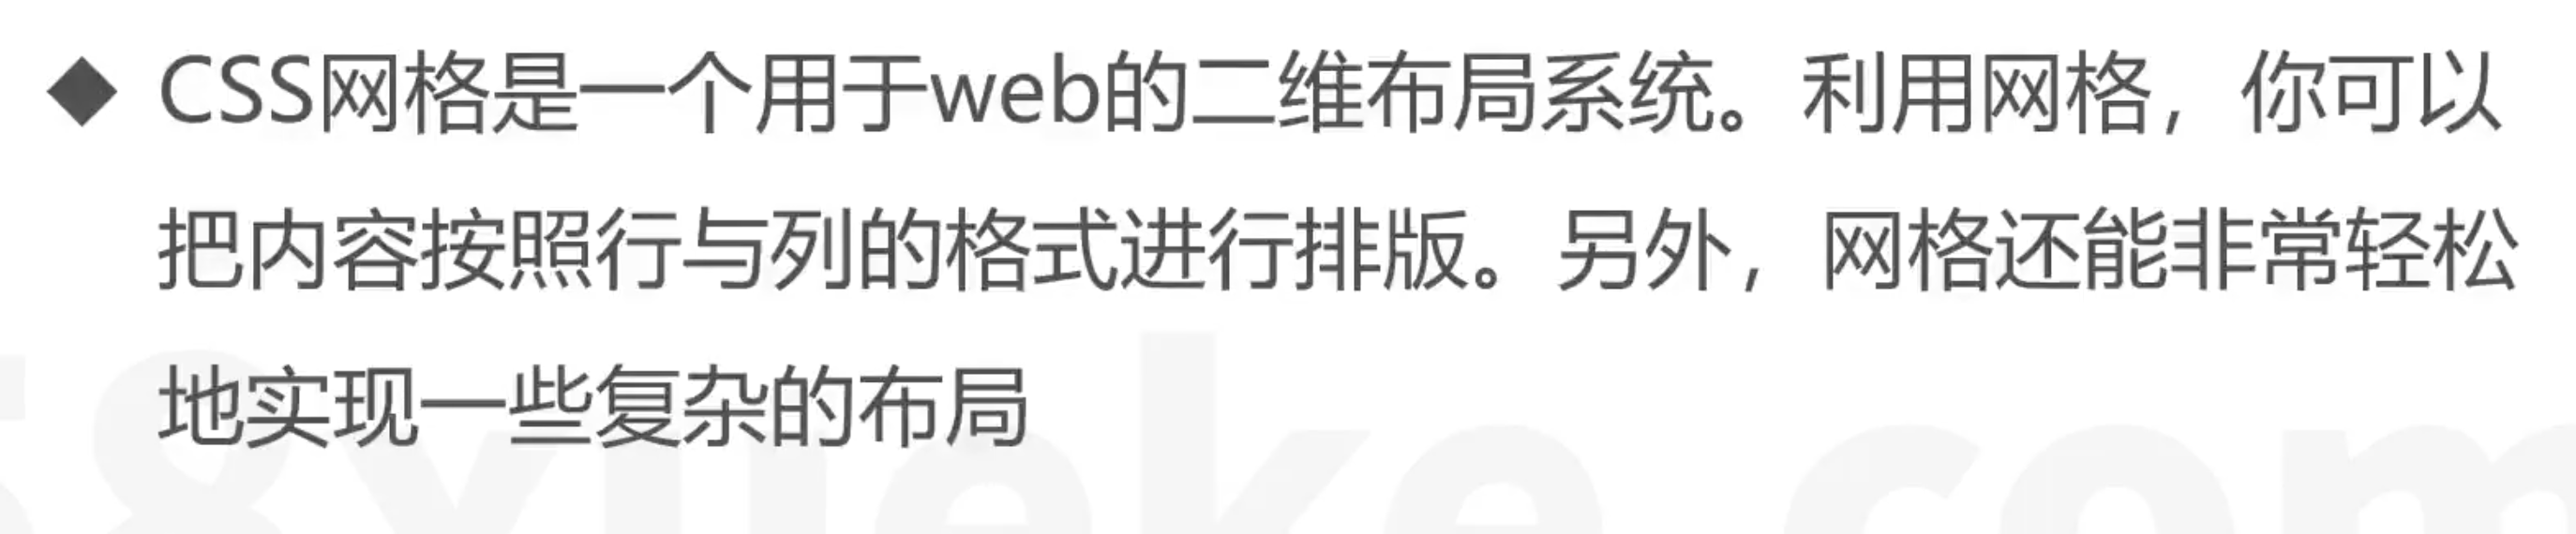 ◆ CSS网格是一个用于web的二维布局系统。利用网格，你可以
把内容按照行与列的格式进行排版。另外，网格还能非常轻松
地实现一些复杂的布局